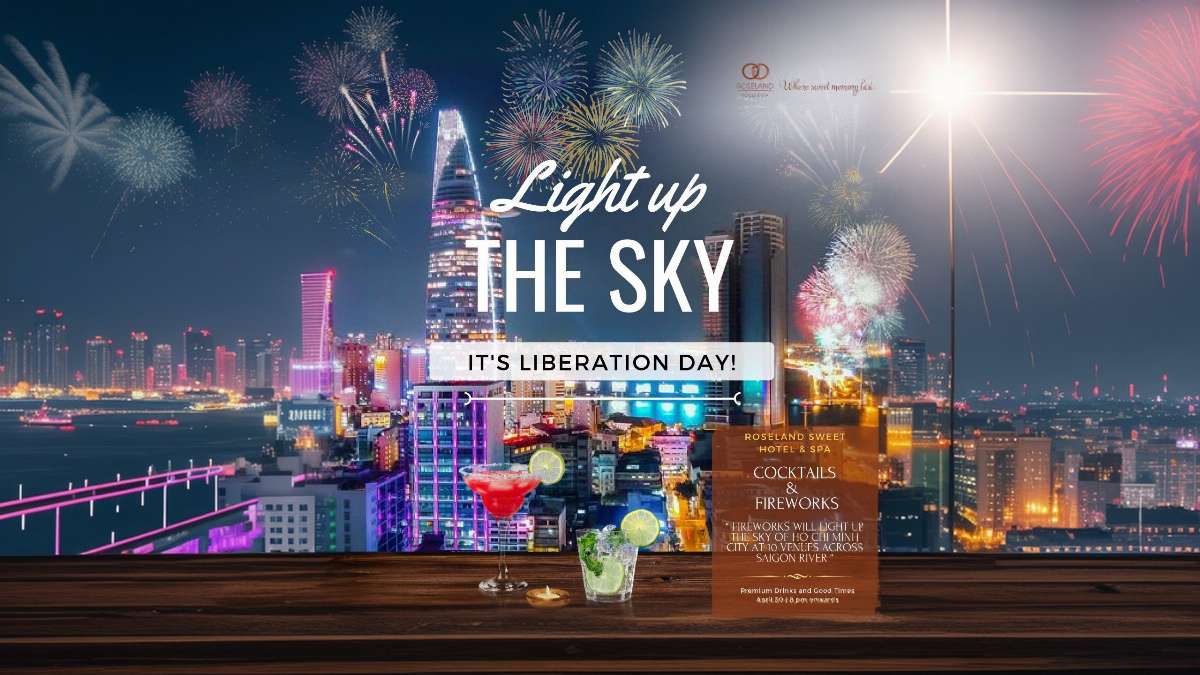 ROSELAND
Where sweet memory last
Light up
THE SKY
IT'S LIBERATION DAY!
ROSELAND SWEET
HOTEL & SPA
COCKTAILS
&
FIREWORKS
" FIREWORKS WILL LIGHT UP
THE SKY OF HO CHI MINH
CITY AT 10 VENUES ACROSS
SAIGON RIVER "
Premium Drinks and Good Times
April 30 | 8 pm onwards